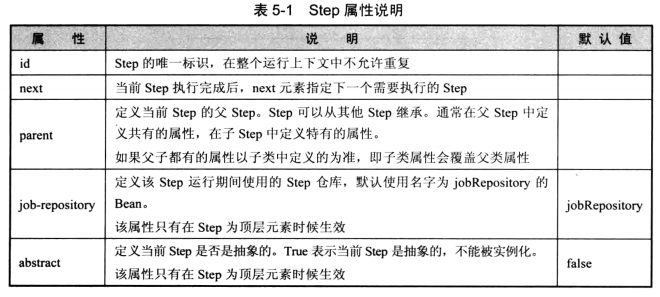 表 5-1 Step 属性说明
属 性 说 明 默 认 值
id Step 的唯一标识，在整个运行上下文中不允许重复
next 当前 Step 执行完成后，next 元素指定下一个需要执行的 Step
parent
定义当前 Step 的父 Step。Step 可以从其他 Step 继承。通常在父 Step 中定
义共有的属性，在子 Step 中定义特有的属性。
如果父子都有的属性以子类中定义的为准，即子类属性会覆盖父类属性
job-repository
定义该 Step 运行期间使用的 Step 仓库，默认使用名字为 jobRepository 的
Bean。
该属性只有在 Step 为顶层元素时候生效
jobRepository
abstract
定义当前 Step 是否是抽象的。True 表示当前 Step 是抽象的，不能被实例化。
该属性只有在 Step 为顶层元素时候生效
false